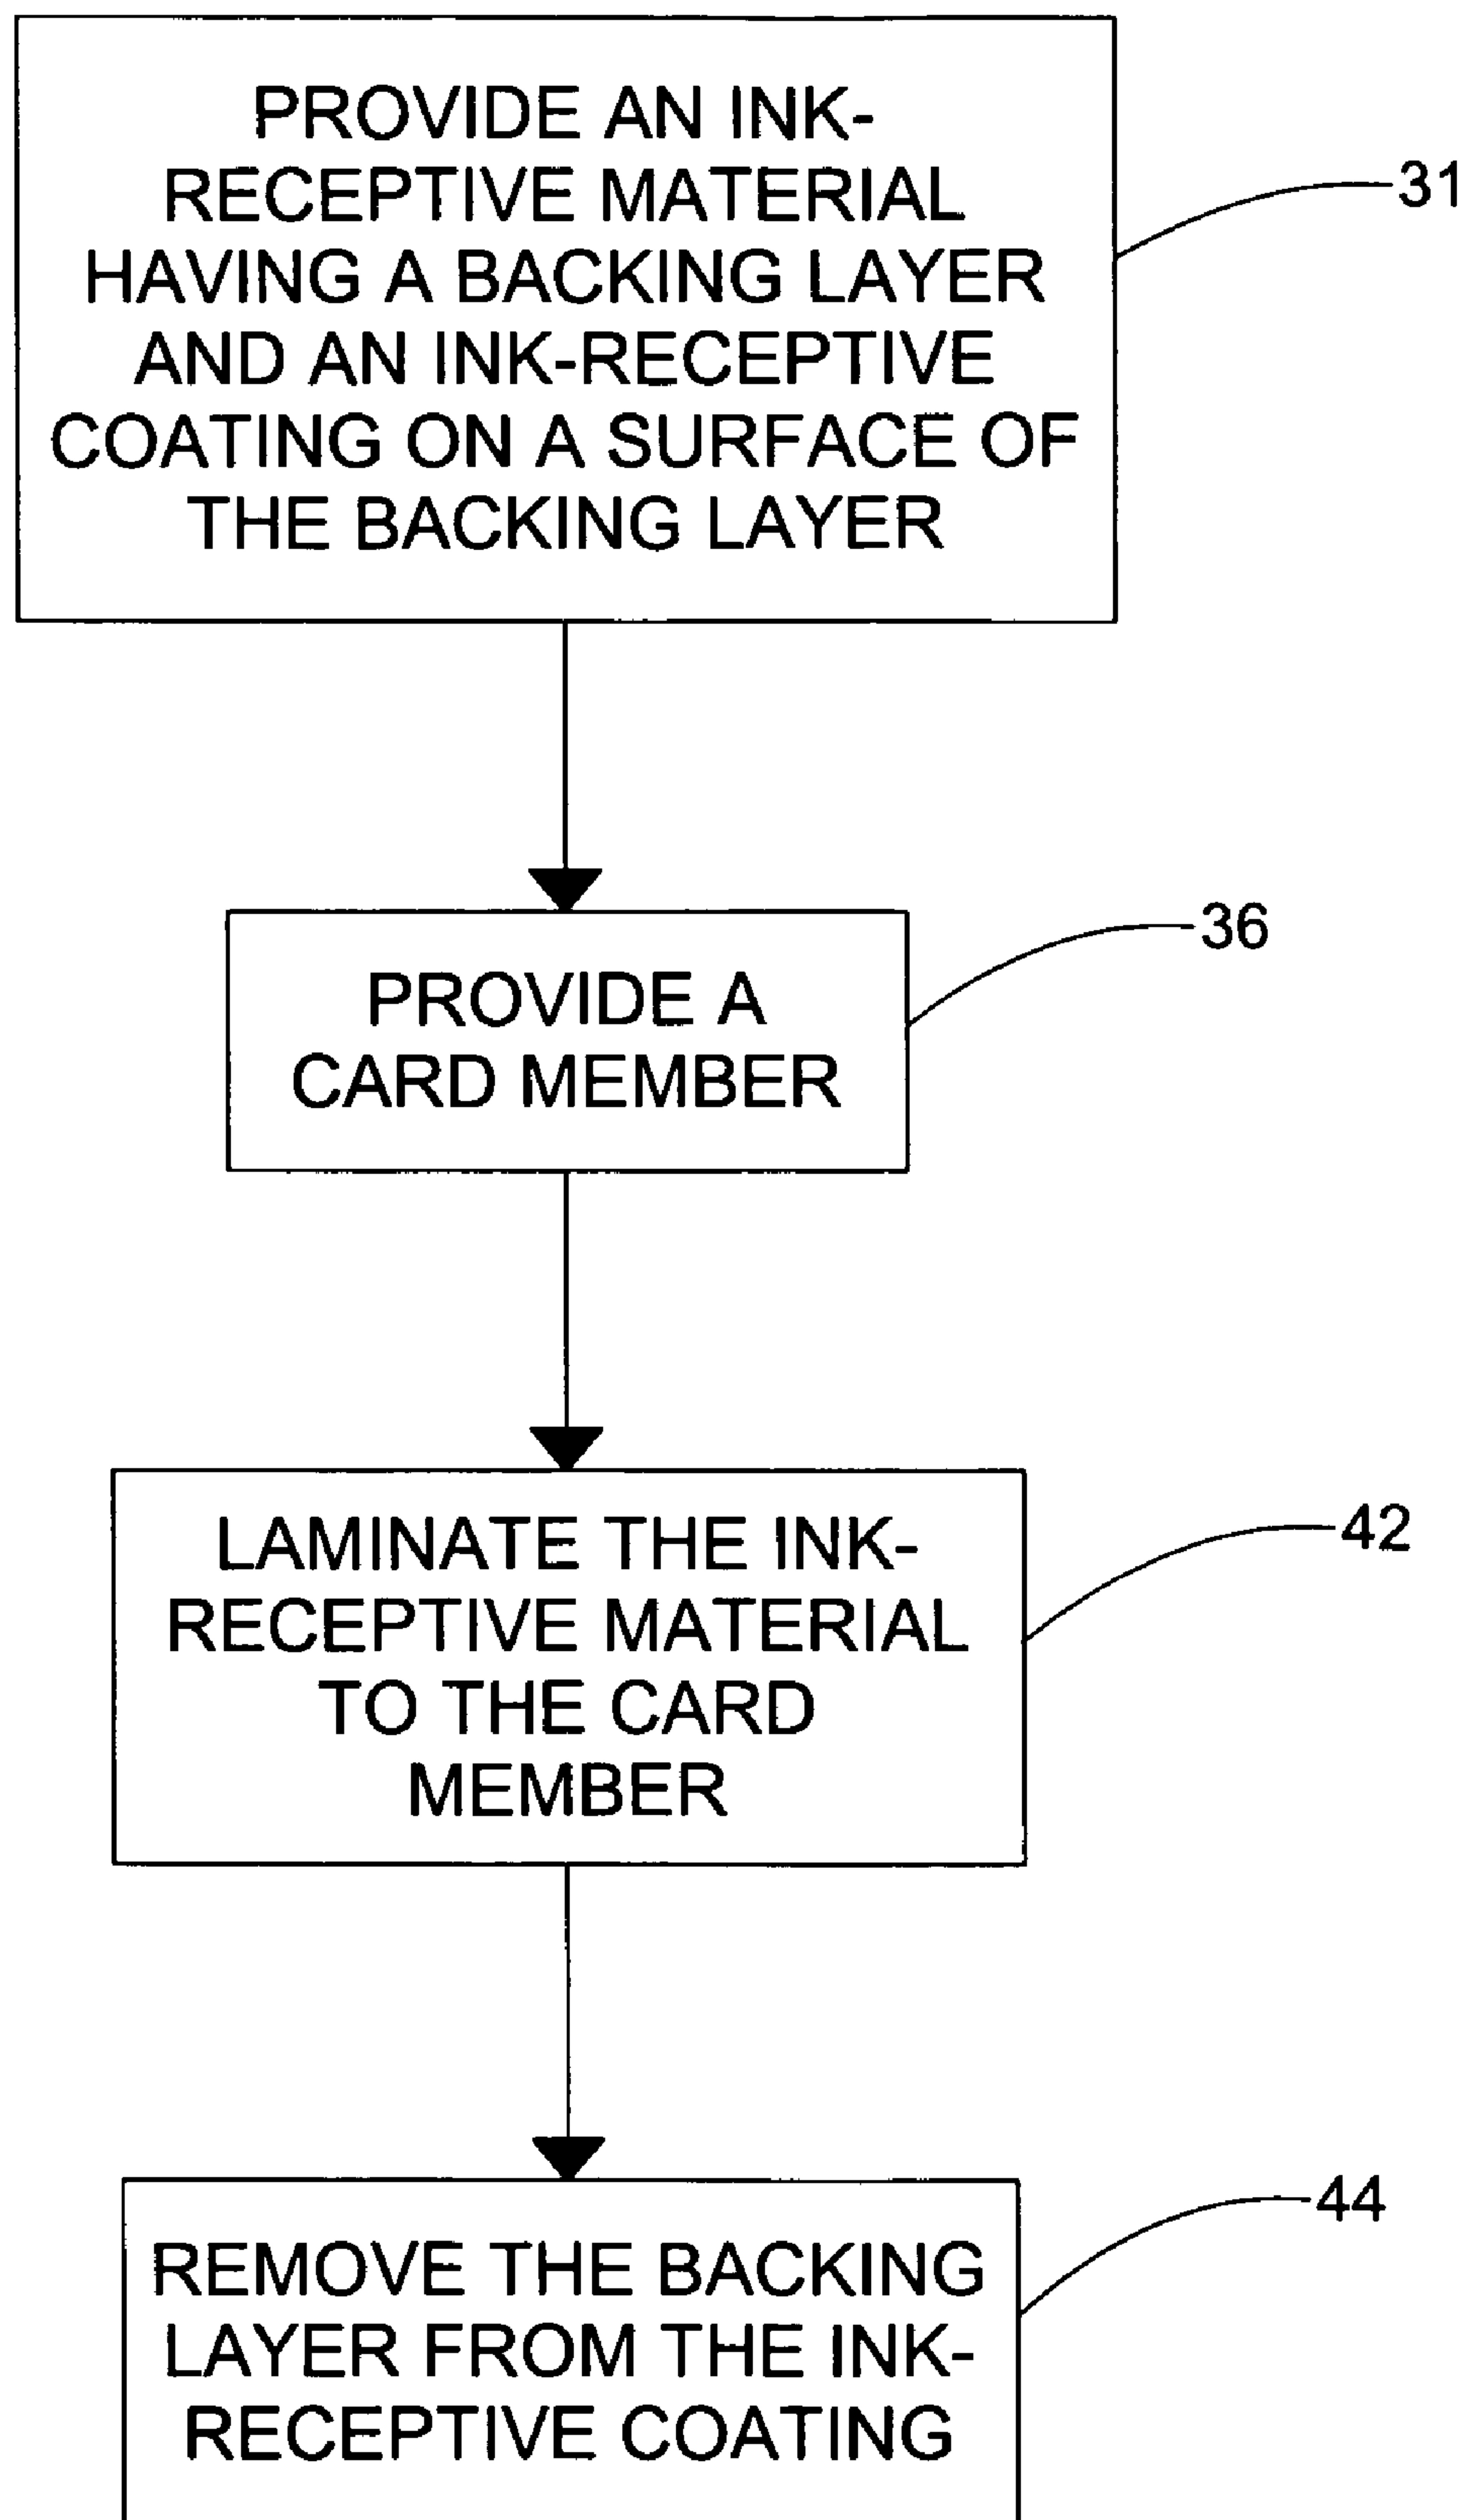 PROVIDE AN INK-
RECEPTIVE MATERIAL
HAVING A BACKING LAYER
AND AN INK-RECEPTIVE
COATING ON A SURFACE OF
THE BACKING LAYER
31
PROVIDE A
CARD MEMBER
36
LAMINATE THE INK-
RECEPTIVE MATERIAL
TO THE CARD
MEMBER
42
REMOVE THE BACKING
LAYER FROM THE INK-
RECEPTIVE COATING
44